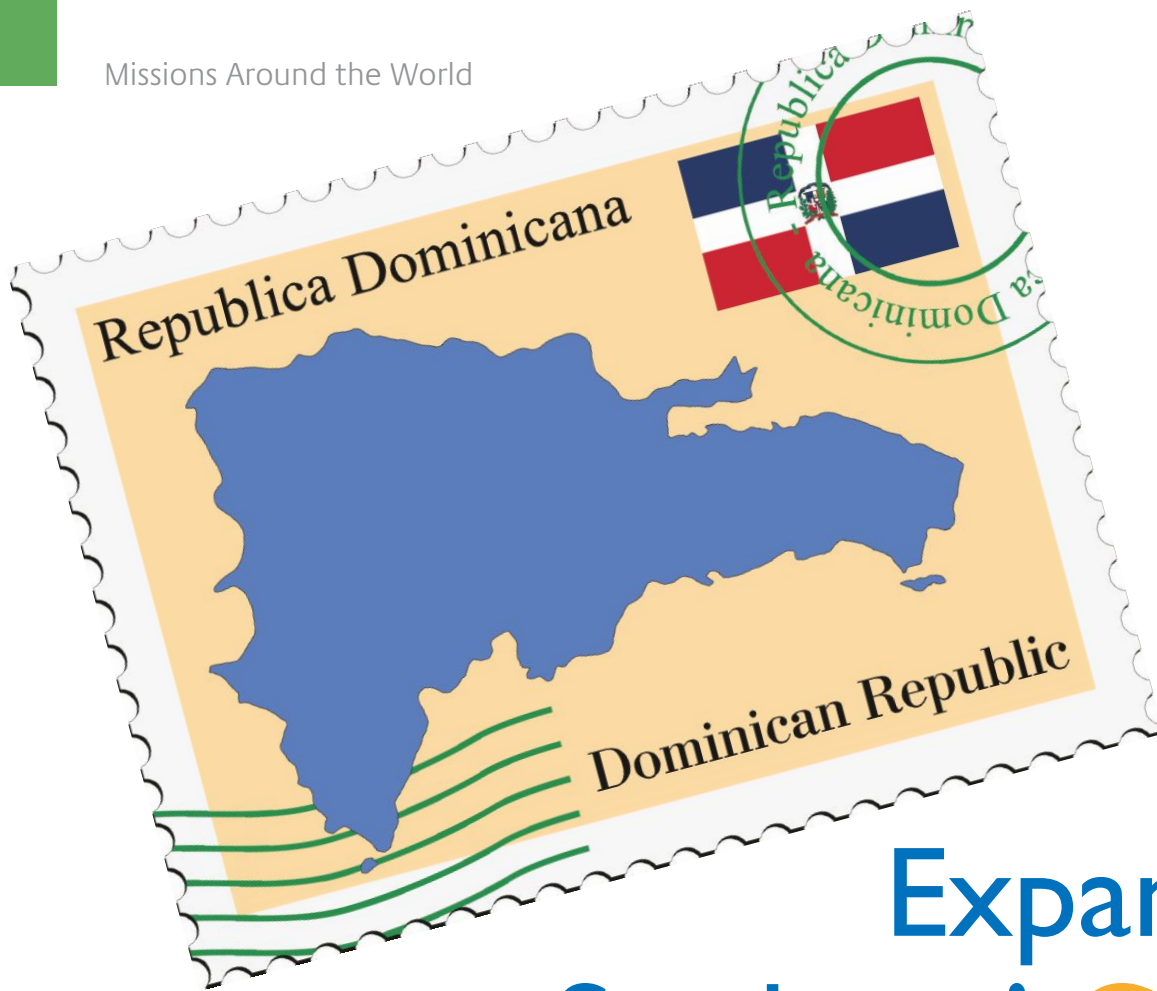 Missions Around the World
Republica Dominicana
- Republica
Dominicana
Dominican Republic